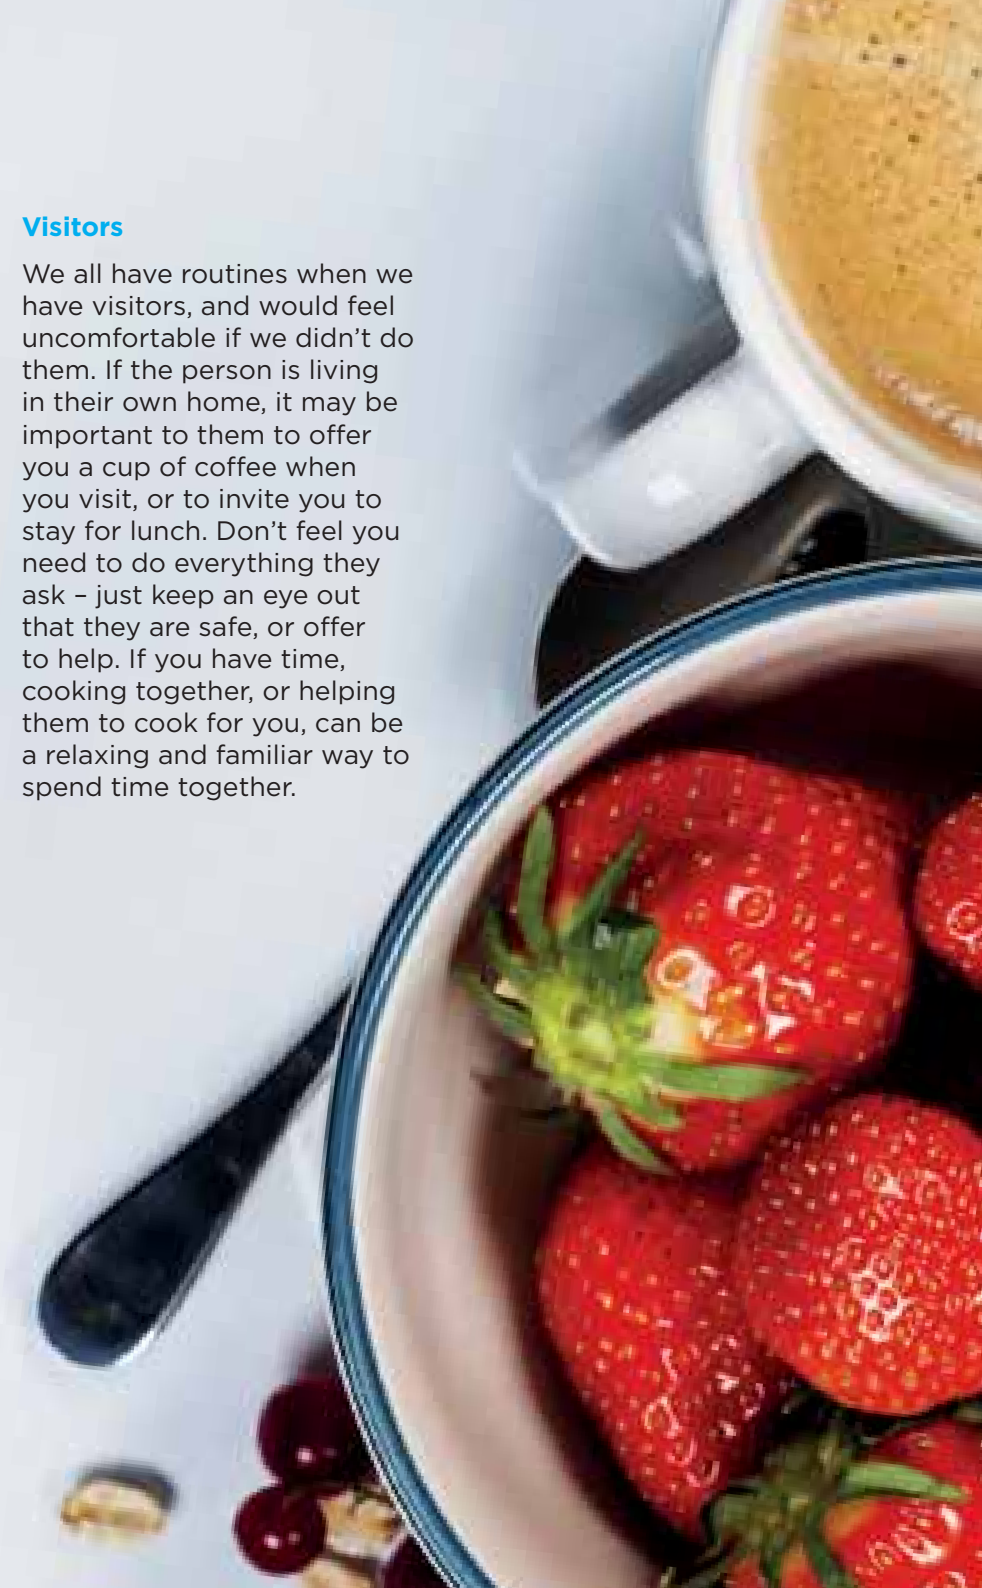 Visitors
We all have routines when we
have visitors, and would feel
uncomfortable if we didn’t do
them. If the person is living
in their own home, it may be
important to them to offer
you a cup of coffee when
you visit, or to invite you to
stay for lunch. Don’t feel you
need to do everything they
ask – just keep an eye out
that they are safe, or offer
to help. If you have time,
cooking together, or helping
them to cook for you, can be
a relaxing and familiar way to
spend time together.